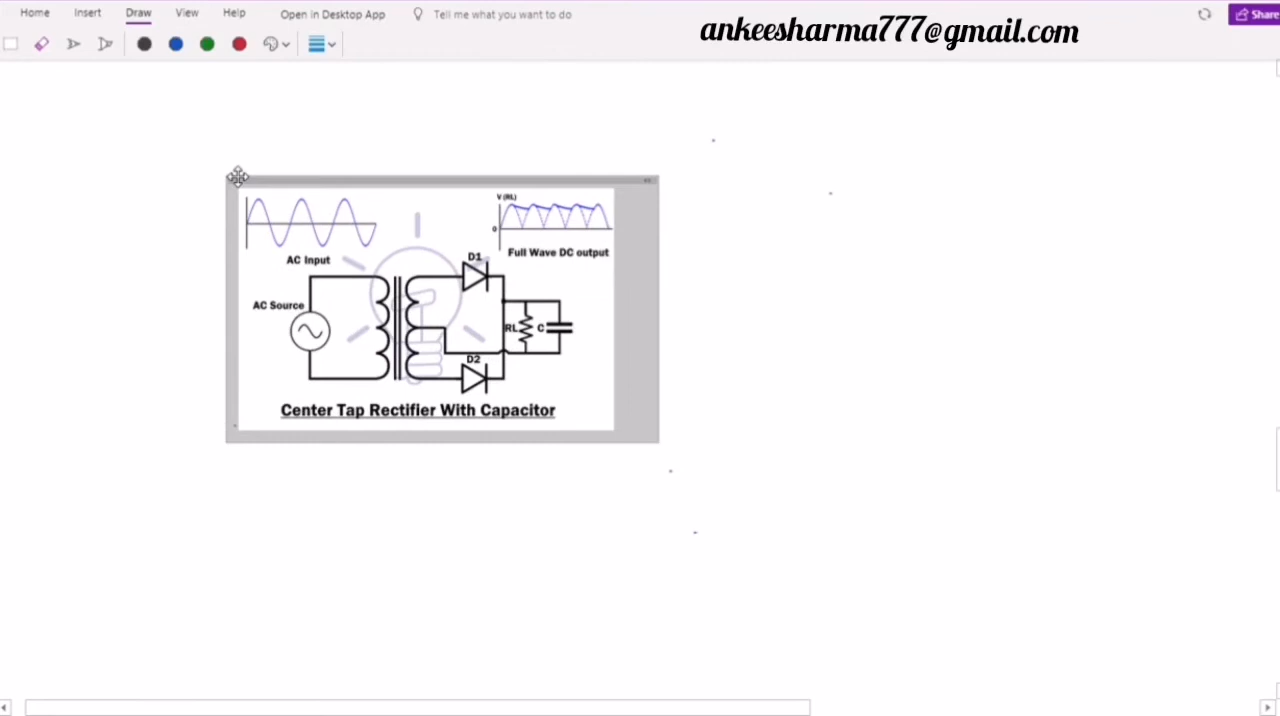 Home Insert Draw View Help Open in Desktop App Tell me what you want to do
Share
ankeesharma777@gmail.com
V (RL)
0
AC Input
Full Wave DC output
D1
AC Source
RL C
D2
Center Tap Rectifier With Capacitor